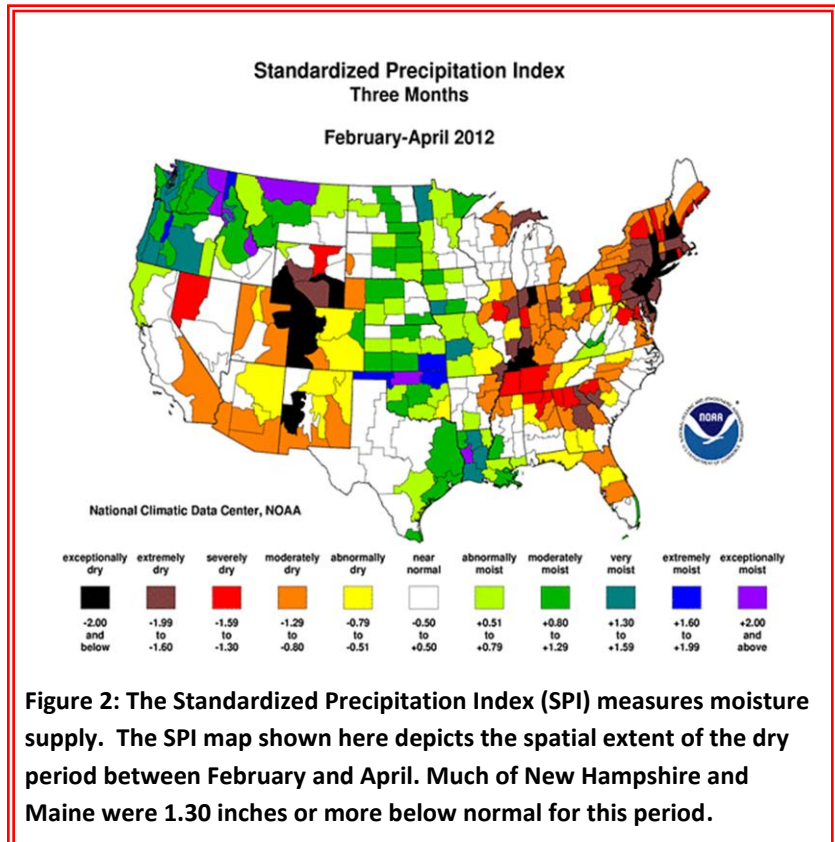 Standardized Precipitation Index
Three Months
February-April 2012
NOAA
National Climatic Data Center, NOAA
exceptionally dry
extremely dry
severely dry
moderately dry
abnormally dry
near normal
abnormally moist
moderately moist
very moist
extremely moist
exceptionally moist
-2.00 and below
-1.99 to -1.60
-1.59 to -1.30
-1.29 to -0.80
-0.79 to -0.51
-0.50 to +0.50
+0.51 to +0.79
+0.80 to +1.29
+1.30 to +1.59
+1.60 to +1.99
+2.00 and above
Figure 2: The Standardized Precipitation Index (SPI) measures moisture
supply.  The SPI map shown here depicts the spatial extent of the dry
period between February and April. Much of New Hampshire and
Maine were 1.30 inches or more below normal for this period.